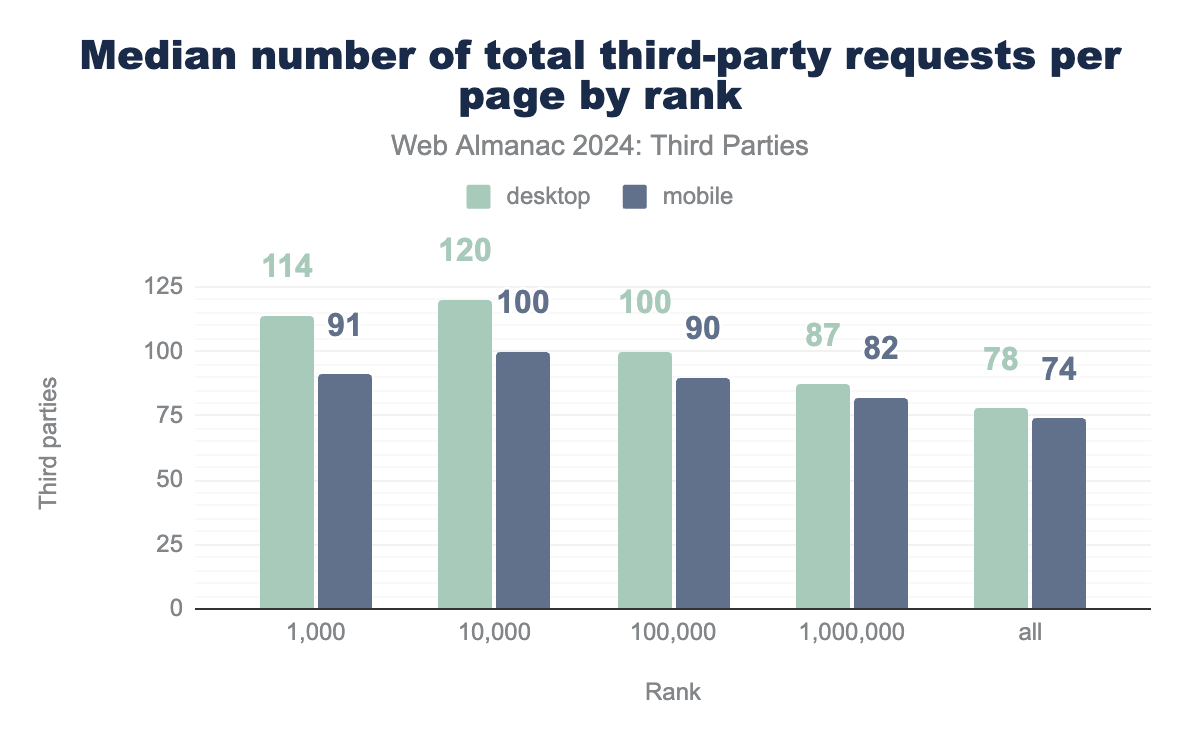 Median number of total third-party requests per
page by rank
Web Almanac 2024: Third Parties
desktop mobile
114 91 120 100 100 90 87 82 78 74
125
100
75
50
25
0
Third parties
1,000 10,000 100,000 1,000,000 all
Rank